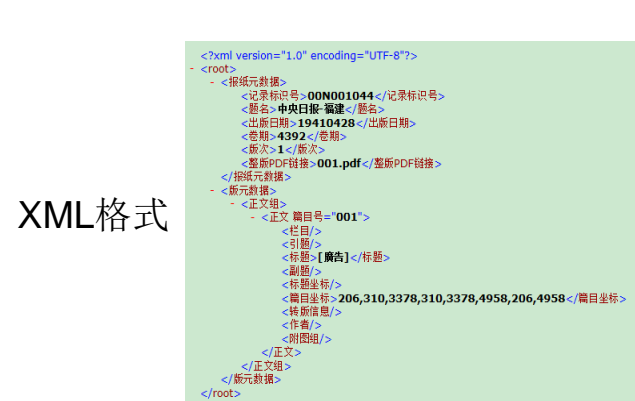 XML格式
<?xml version="1.0" encoding="UTF-8"?>
- <root>
- <报纸元数据>
<记录标识号>00N001044</记录标识号>
<题名>中央日报-福建</题名>
<出版日期>19410428</出版日期>
<卷期>4392</卷期>
<版次>1</版次>
<整版PDF链接>001.pdf</整版PDF链接>
</报纸元数据>
- <版元数据>
- <正文组>
- <正文 篇目号="001">
<栏目/>
<引题/>
<标题>[廣告]</标题>
<副题/>
<标题坐标/>
<篇目坐标>206,310,3378,310,3378,4958,206,4958</篇目坐标>
<转版信息/>
<作者/>
<附图组/>
</正文>
</正文组>
</版元数据>
</root>